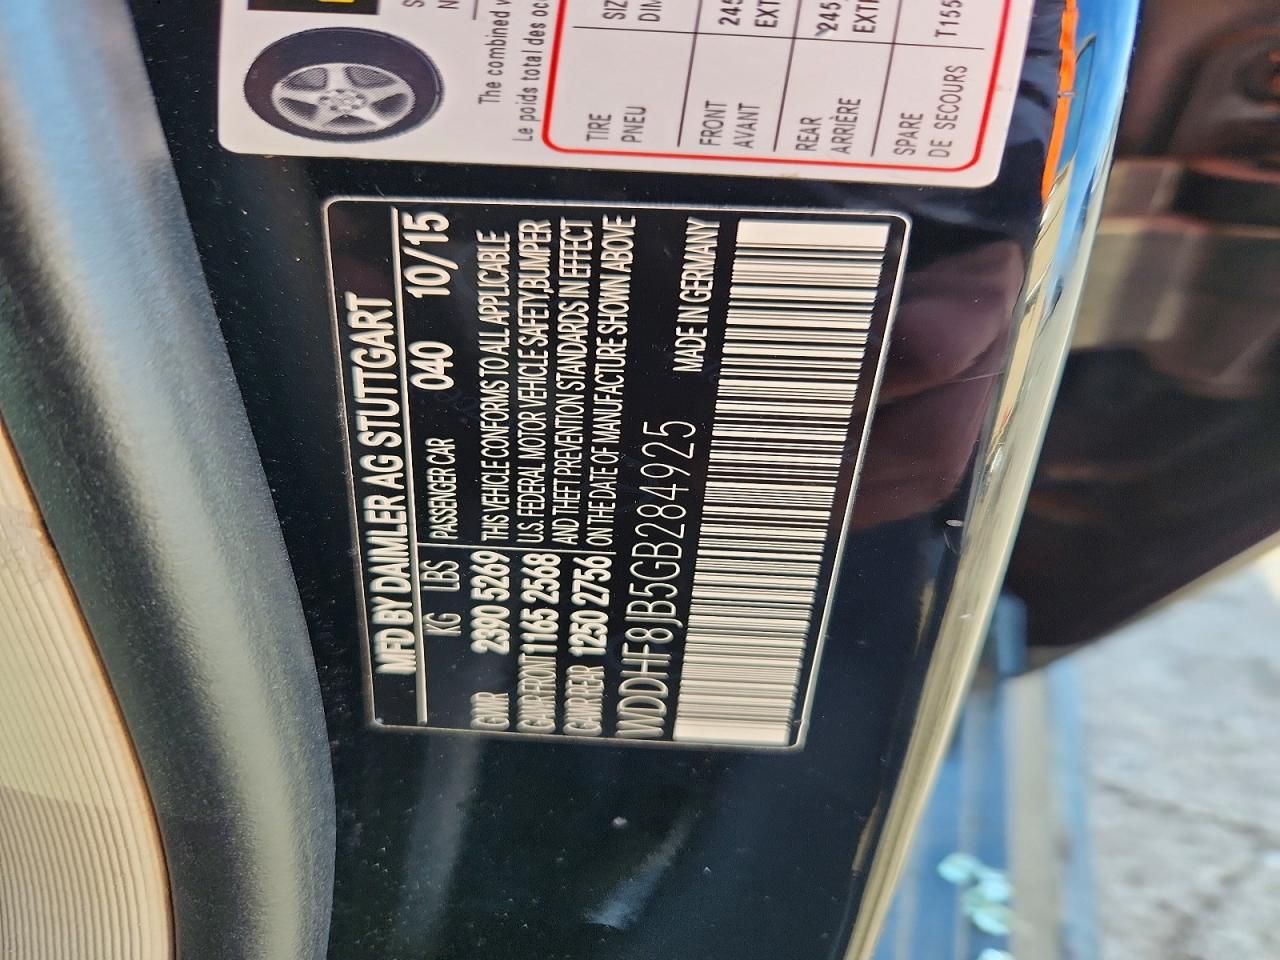 The combined
Le poids total des
TIRE
PNEU
FRONT 245
AVANT
REAR 245
ARRIÈRE
SPARE T155
DE SECOURS
MFD BY DAIMLER AG STUTTGART
KG LBS PASSENGER CAR 040 10/15
GVWR 2390 5269 THIS VEHICLE CONFORMS TO ALL APPLICABLE
GAWR FRONT 1165 2568 U.S. FEDERAL MOTOR VEHICLE SAFETY,BUMPER
GAWR REAR 1250 2756 AND THEFT PREVENTION STANDARDS IN EFFECT
ON THE DATE OF MANUFACTURE SHOWN ABOVE
WDDHF8JB5GB284925 MADE IN GERMANY